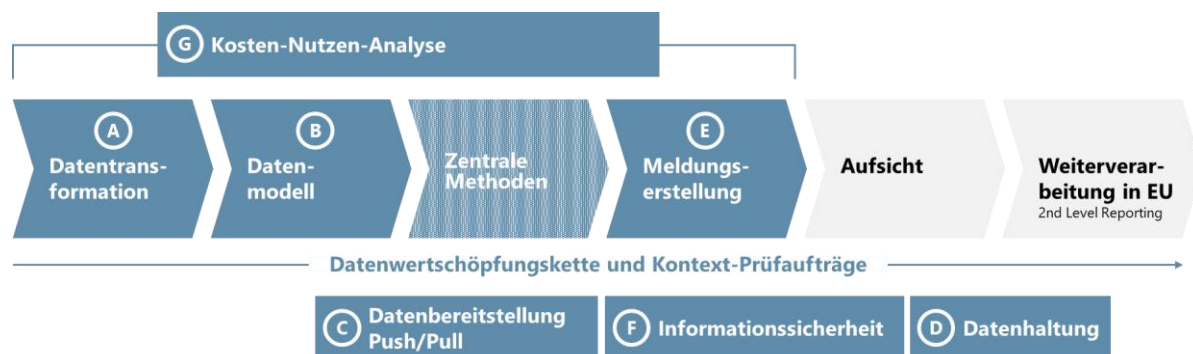 G Kosten-Nutzen-Analyse
A
Datentrans-
formation
B
Daten-
modell
Zentrale
Methoden
E
Meldungs-
erstellung
Aufsicht
Weiterverar-
beitung in EU
2nd Level Reporting
Datenwertschöpfungskette und Kontext-Prüfaufträge
C Datenbereitstellung
Push/Pull
F Informationssicherheit
D Datenhaltung